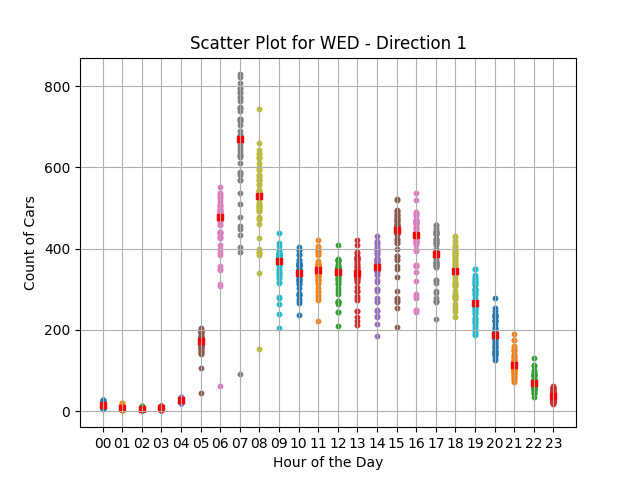 Scatter Plot for WED - Direction 1
Count of Cars
800
600
400
200
0
00 01 02 03 04 05 06 07 08 09 10 11 12 13 14 15 16 17 18 19 20 21 22 23
Hour of the Day